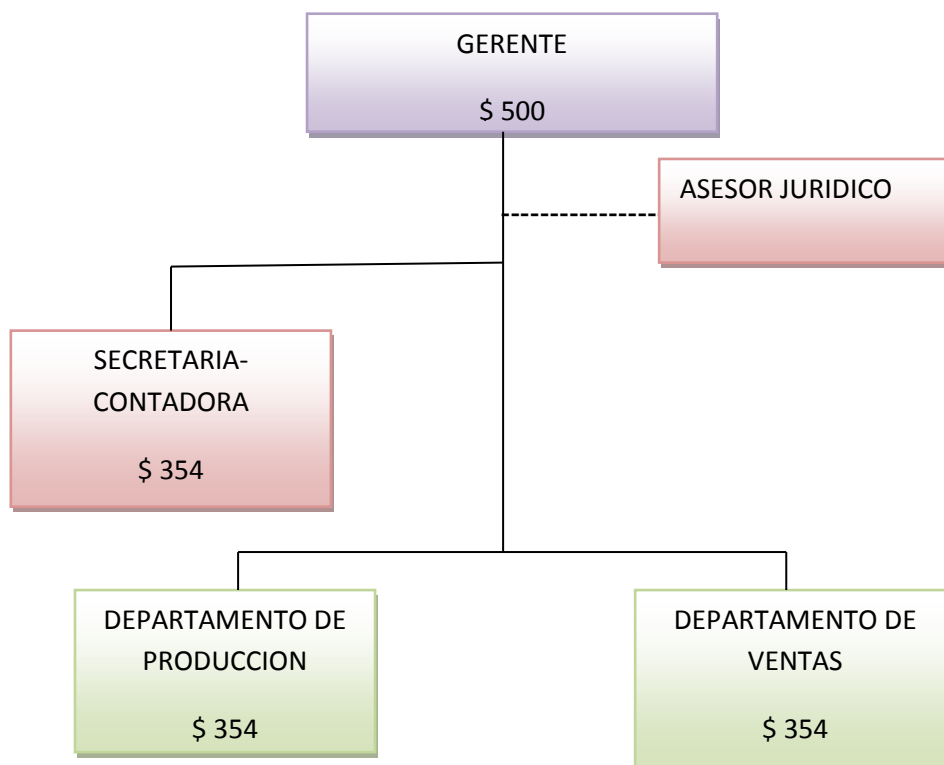 GERENTE
$ 500
ASESOR JURIDICO
SECRETARIA-
CONTADORA
$ 354
DEPARTAMENTO DE
PRODUCCION
$ 354
DEPARTAMENTO DE
VENTAS
$ 354